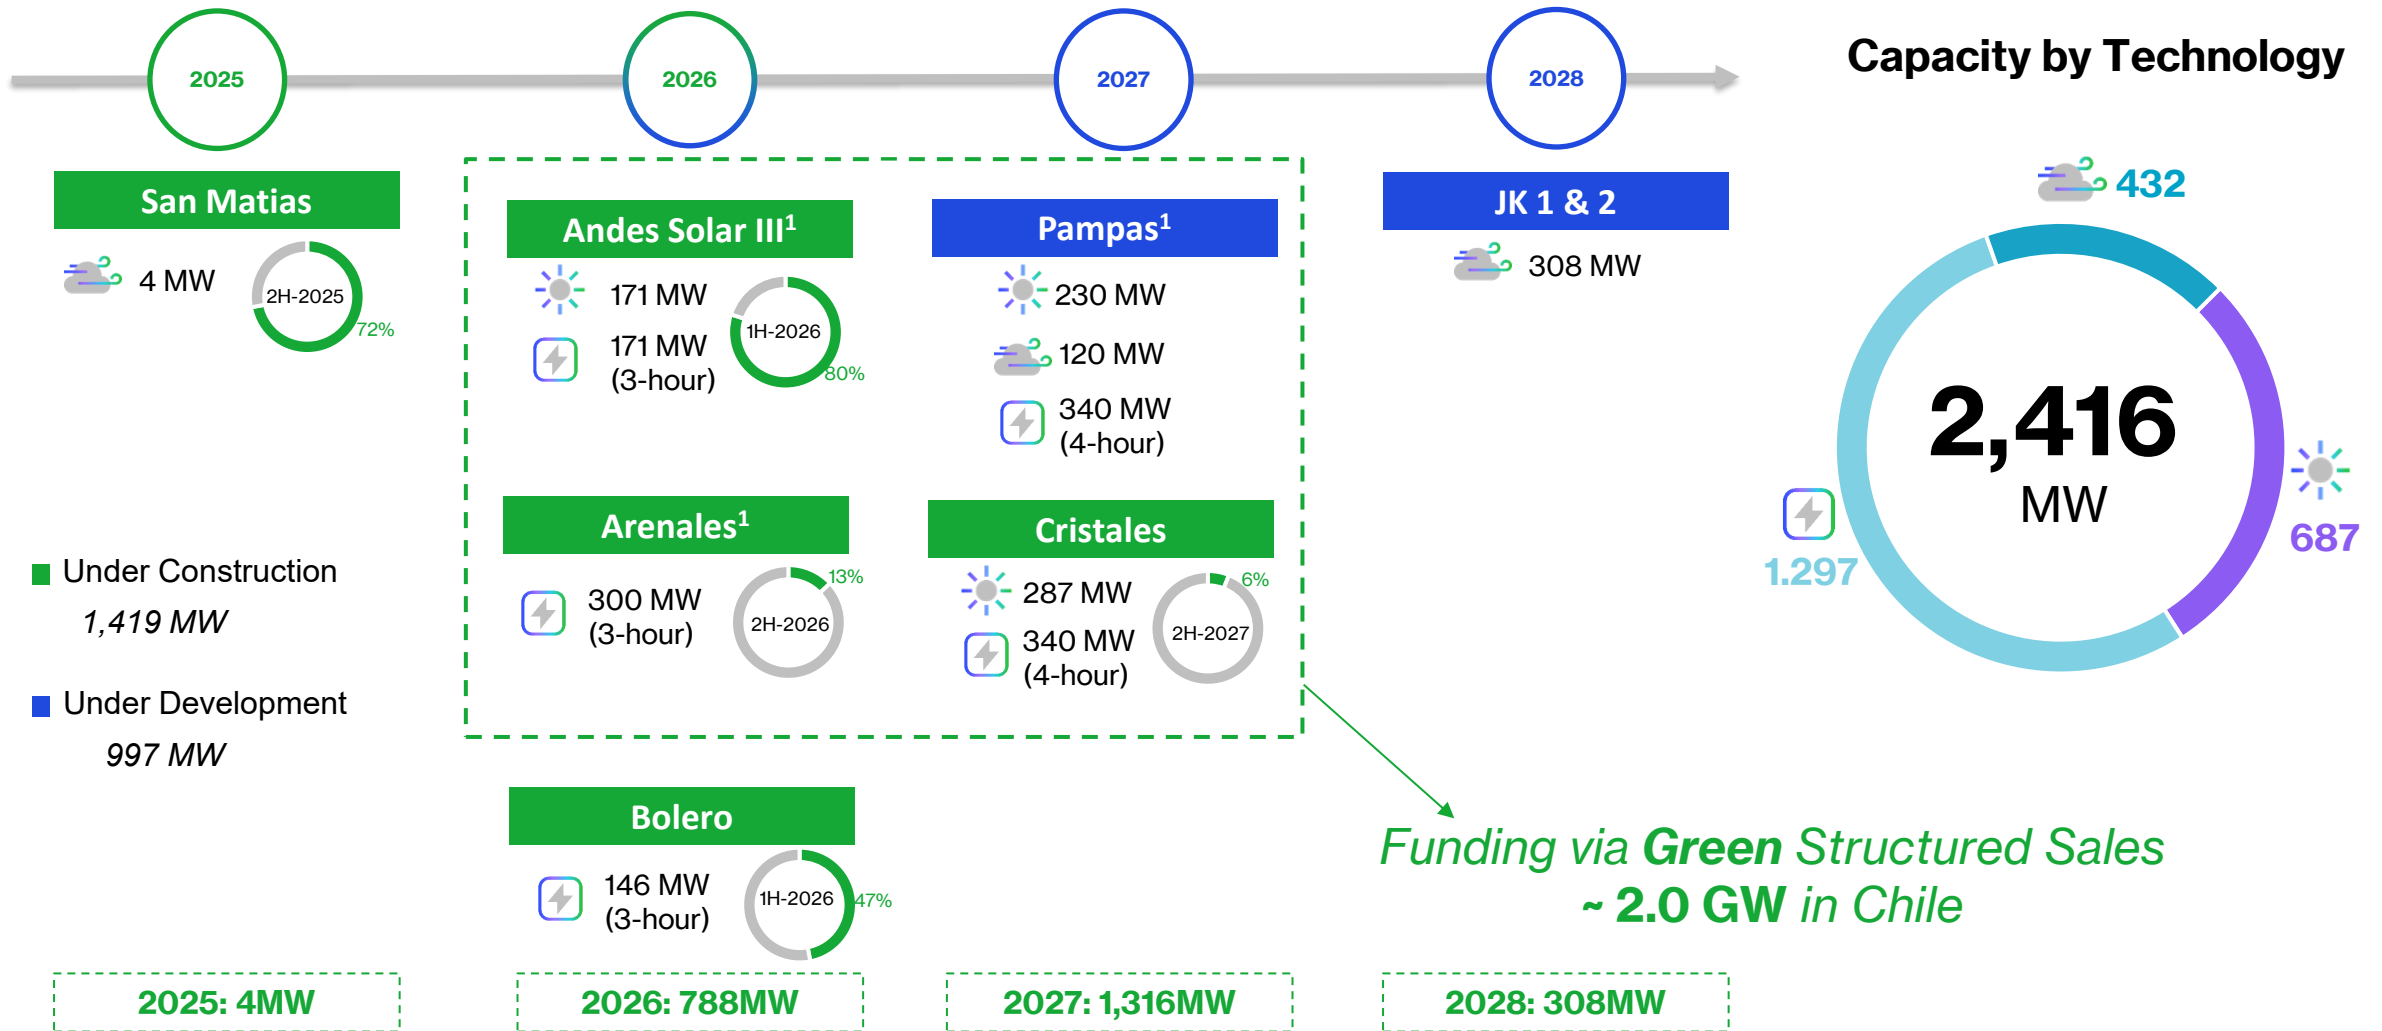 2025
2026
2027
2028
Capacity by Technology
San Matias
4 MW
2H-2025
72%
Andes Solar III¹
171 MW
171 MW
(3-hour)
1H-2026
80%
Pampas¹
230 MW
120 MW
340 MW
(4-hour)
JK 1 & 2
308 MW
Arenales¹
300 MW
(3-hour)
2H-2026
13%
Cristales
287 MW
340 MW
(4-hour)
2H-2027
6%
Under Construction
1,419 MW
Under Development
997 MW
Bolero
146 MW
(3-hour)
1H-2026
47%
432
2,416
MW
687
1.297
Funding via Green Structured Sales
~ 2.0 GW in Chile
2025: 4MW
2026: 788MW
2027: 1,316MW
2028: 308MW